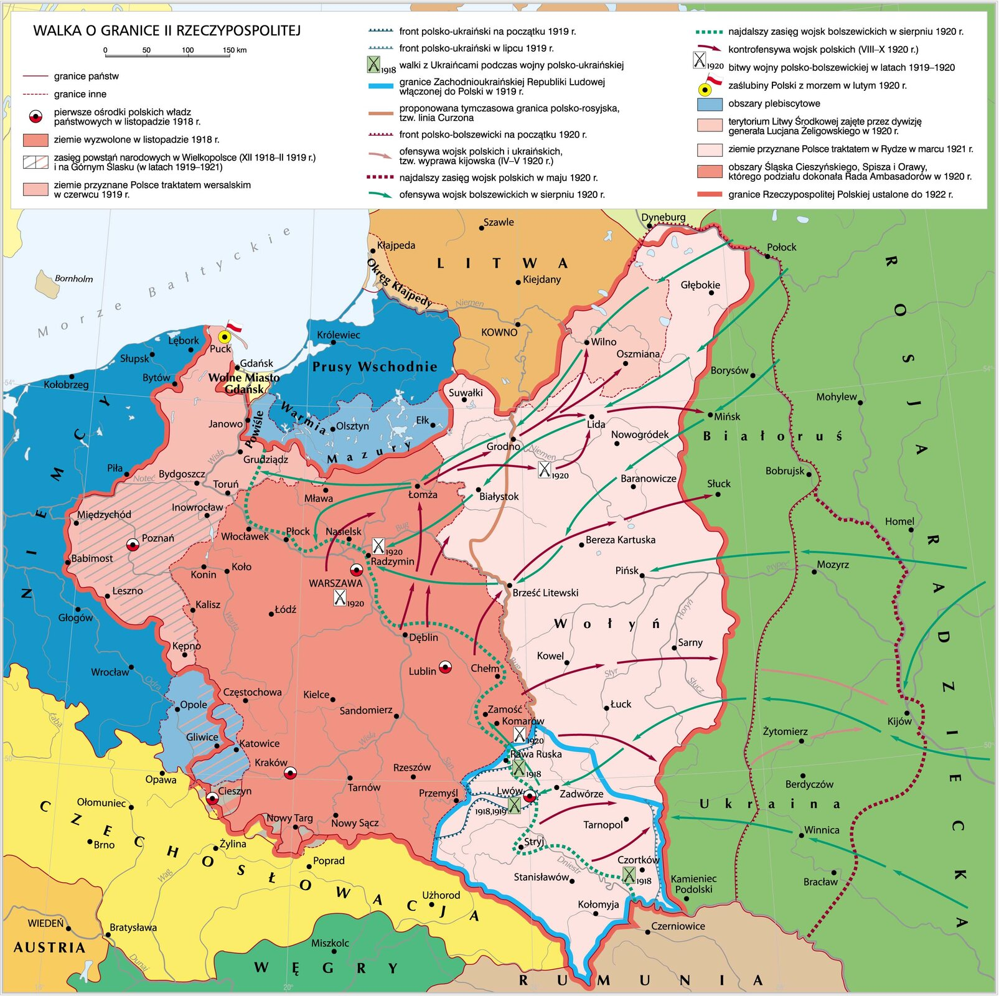 WALKA O GRANICE II RZECZYPOSPOLITEJ
0 50 100 150 km
granice państw
granice inne
pierwsze ośrodki polskich władz
państwowych w listopadzie 1918 r.
ziemie wyzwolone w listopadzie 1918 r.
zasięg powstań narodowych w Wielkopolsce (XII 1918–II 1919 r.)
i na Górnym Śląsku (w latach 1919–1921)
ziemie przyznane Polsce traktatem wersalskim
w czerwcu 1919 r.
front polsko-ukraiński na początku 1919 r.
front polsko-ukraiński w lipcu 1919 r.
1918 walki z Ukraińcami podczas wojny polsko-ukraińskiej
granice Zachodnioukraińskiej Republiki Ludowej
włączonej do Polski w 1919 r.
proponowana tymczasowa granica polsko-rosyjska,
tzw. linia Curzona
front polsko-bolszewicki na początku 1920 r.
ofensywa wojsk polskich i ukraińskich,
tzw. wyprawa kijowska (IV–V 1920 r.)
najdalszy zasięg wojsk polskich w maju 1920 r.
ofensywa wojsk bolszewickich w sierpniu 1920 r.
najdalszy zasięg wojsk bolszewickich w sierpniu 1920 r.
kontrofensywa wojsk polskich (VIII–X 1920 r.)
1920 bitwy wojny polsko-bolszewickiej w latach 1919–1920
zaślubiny Polski z morzem w lutym 1920 r.
obszary plebiscytowe
terytorium Litwy Środkowej zajęte przez dywizję
generała Lucjana Żeligowskiego w 1920 r.
ziemie przyznane Polsce traktatem w Rydze w marcu 1921 r.
obszary Śląska Cieszyńskiego, Spisza i Orawy,
którego podziału dokonała Rada Ambasadorów w 1920 r.
granice Rzeczypospolitej Polskiej ustalone do 1922 r.
Szawle
Dyneburg
Kłajpeda
Połock
LITWA
Okręg Kłajpedy
Bornholm
Morze Bałtyckie
Kiejdany
Głębokie
Niemen
KOWNO
Królewiec
Wilno
Lębork
Puck
Słupsk
Gdańsk
Oszmiana
Prusy Wschodnie
Borysów
54°
54°
Kołobrzeg
Bytów
Wolne Miasto
Gdańsk
Suwałki
Mohylew
Warmia
Janowo
Powiśle
Olsztyn
Ełk
Lida
Mińsk
Białoruś
Nowogródek
Grodno
Niemen
Mazury
Grudziądz
Wisła
Piła
Noteć
Bydgoszcz
Toruń
1920
Baranowicze
Bobrujsk
Słuck
Mława
Łomża
Białystok
Międzychód
Inowrocław
Homel
NIEMCY
Poznań
Włocławek
Płock
Nasielsk
Bug
Bereza Kartuska
1920
Radzymin
Babimost
Konin
Koło
WARSZAWA
1920
Pińsk
Prypeć
Mozyrz
Leszno
Brześć Litewski
Głogów
Kalisz
Łódź
Warta
Wołyń
Horyń
Dęblin
Kępno
Sarny
Kowel
Bug
Wrocław
Odra
Lublin
Chełm
Styr
Słucz
Częstochowa
Kielce
Opole
Sandomierz
Zamość
Łuck
Kijów
Łaba
Komarów
1920
Gliwice
Katowice
Wisła
Żytomierz
50°
50°
Kraków
San
Rawa Ruska
1918
Opawa
Rzeszów
Berdyczów
Cieszyn
Tarnów
Przemyśl
Lwów
Zadwórze
Ołomuniec
1918,1919
Ukraina
Nowy Targ
Nowy Sącz
Tarnopol
Winnica
Brno
Żylina
Stryj
CZECHOSŁOWACJA
Poprad
Dniestr
Czortków
1918
Bracław
Wag
Stanisławów
Kamieniec
Podolski
Użhorod
Kołomyja
WIEDEŃ
Bratysława
Czerniowice
AUSTRIA
Miszkolc
Dunaj
WĘGRY
RUMUNIA
20°
ROSJA RADZIECKA